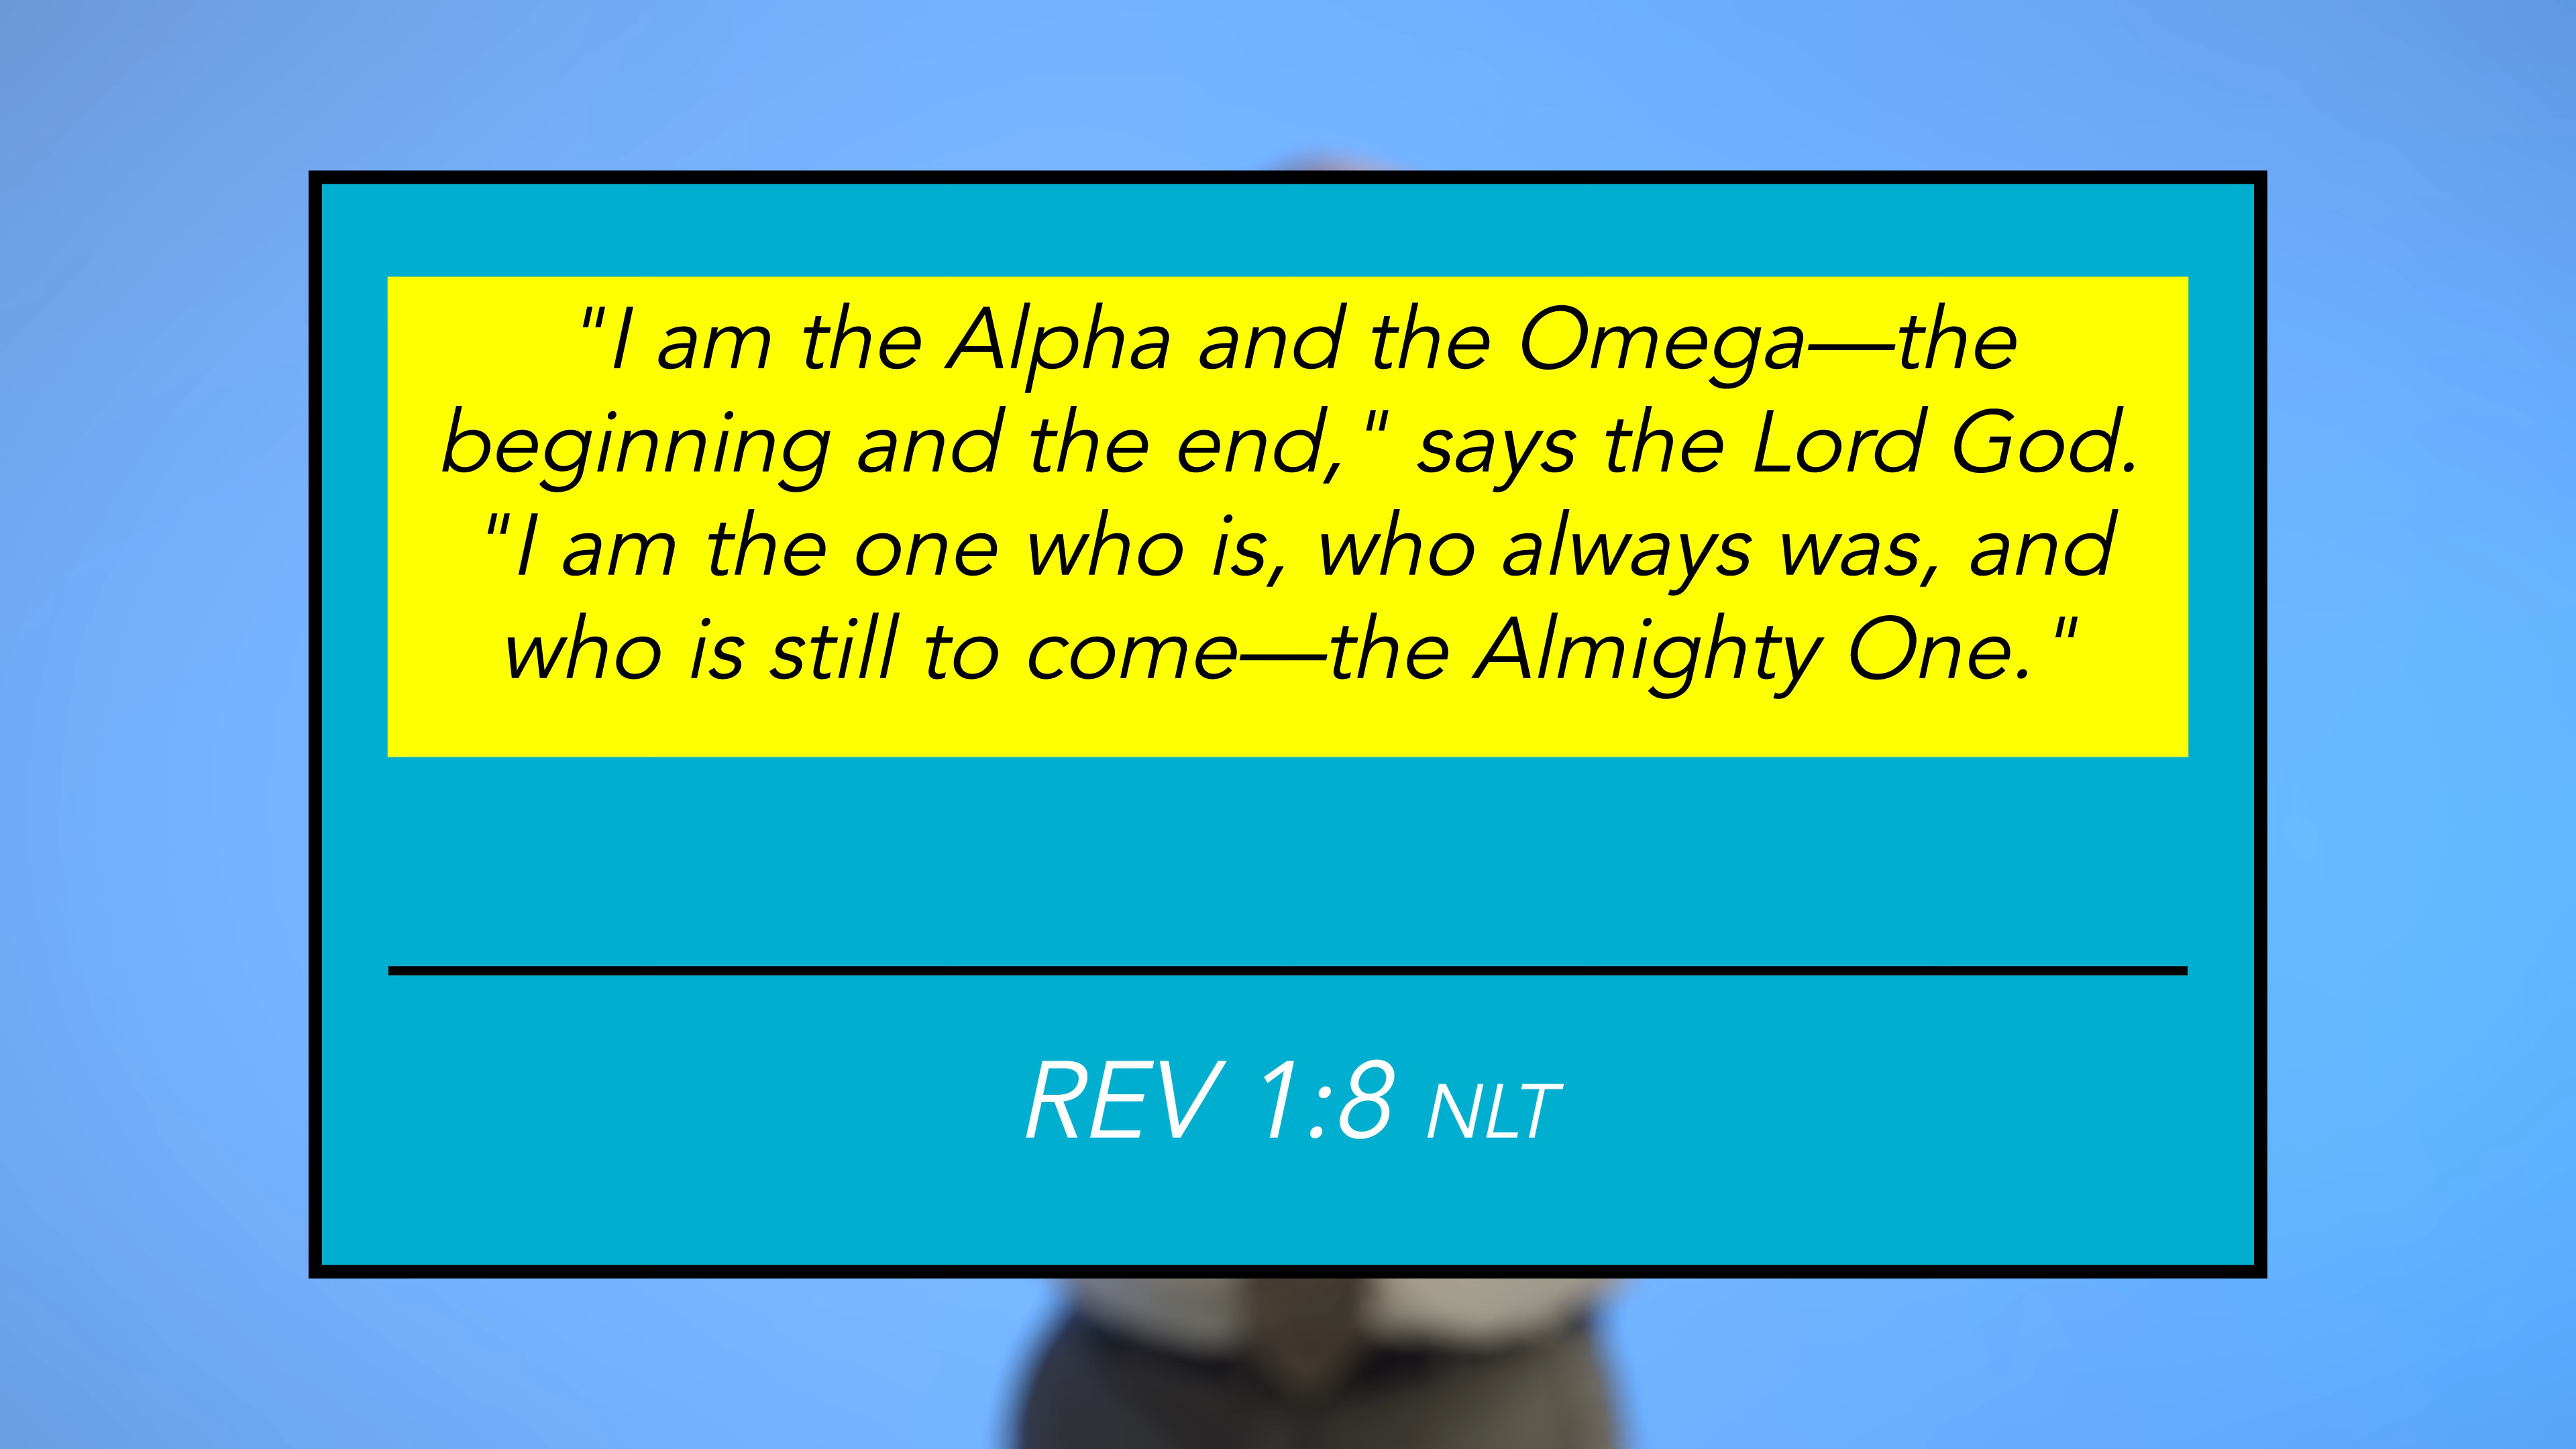 "I am the Alpha and the Omega—the
beginning and the end," says the Lord God.
"I am the one who is, who always was, and
who is still to come—the Almighty One."
REV 1:8 NLT